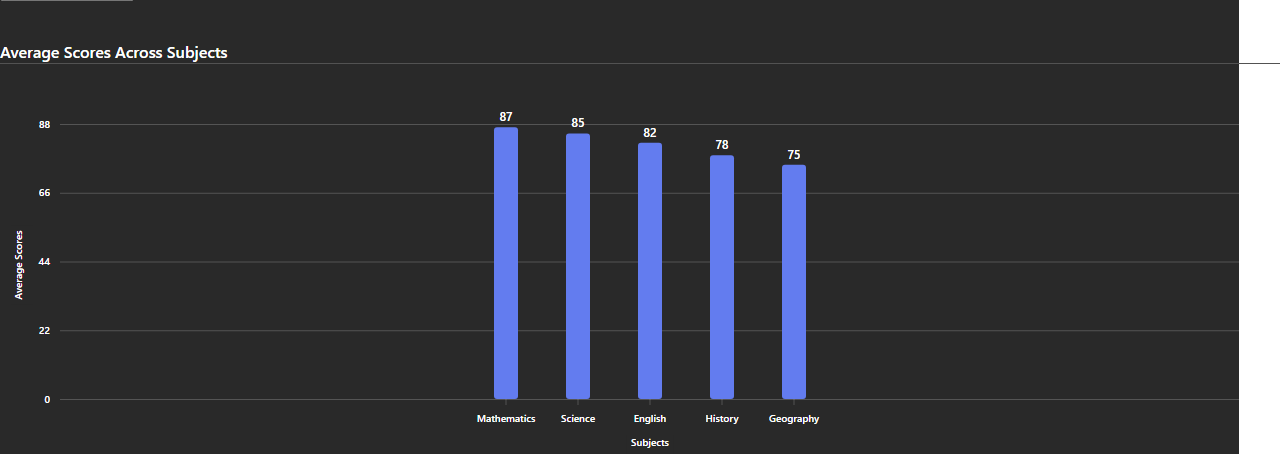 Average Scores Across Subjects
87
85
82
78
75
88
66
44
22
0
Average Scores
Mathematics Science English History Geography
Subjects